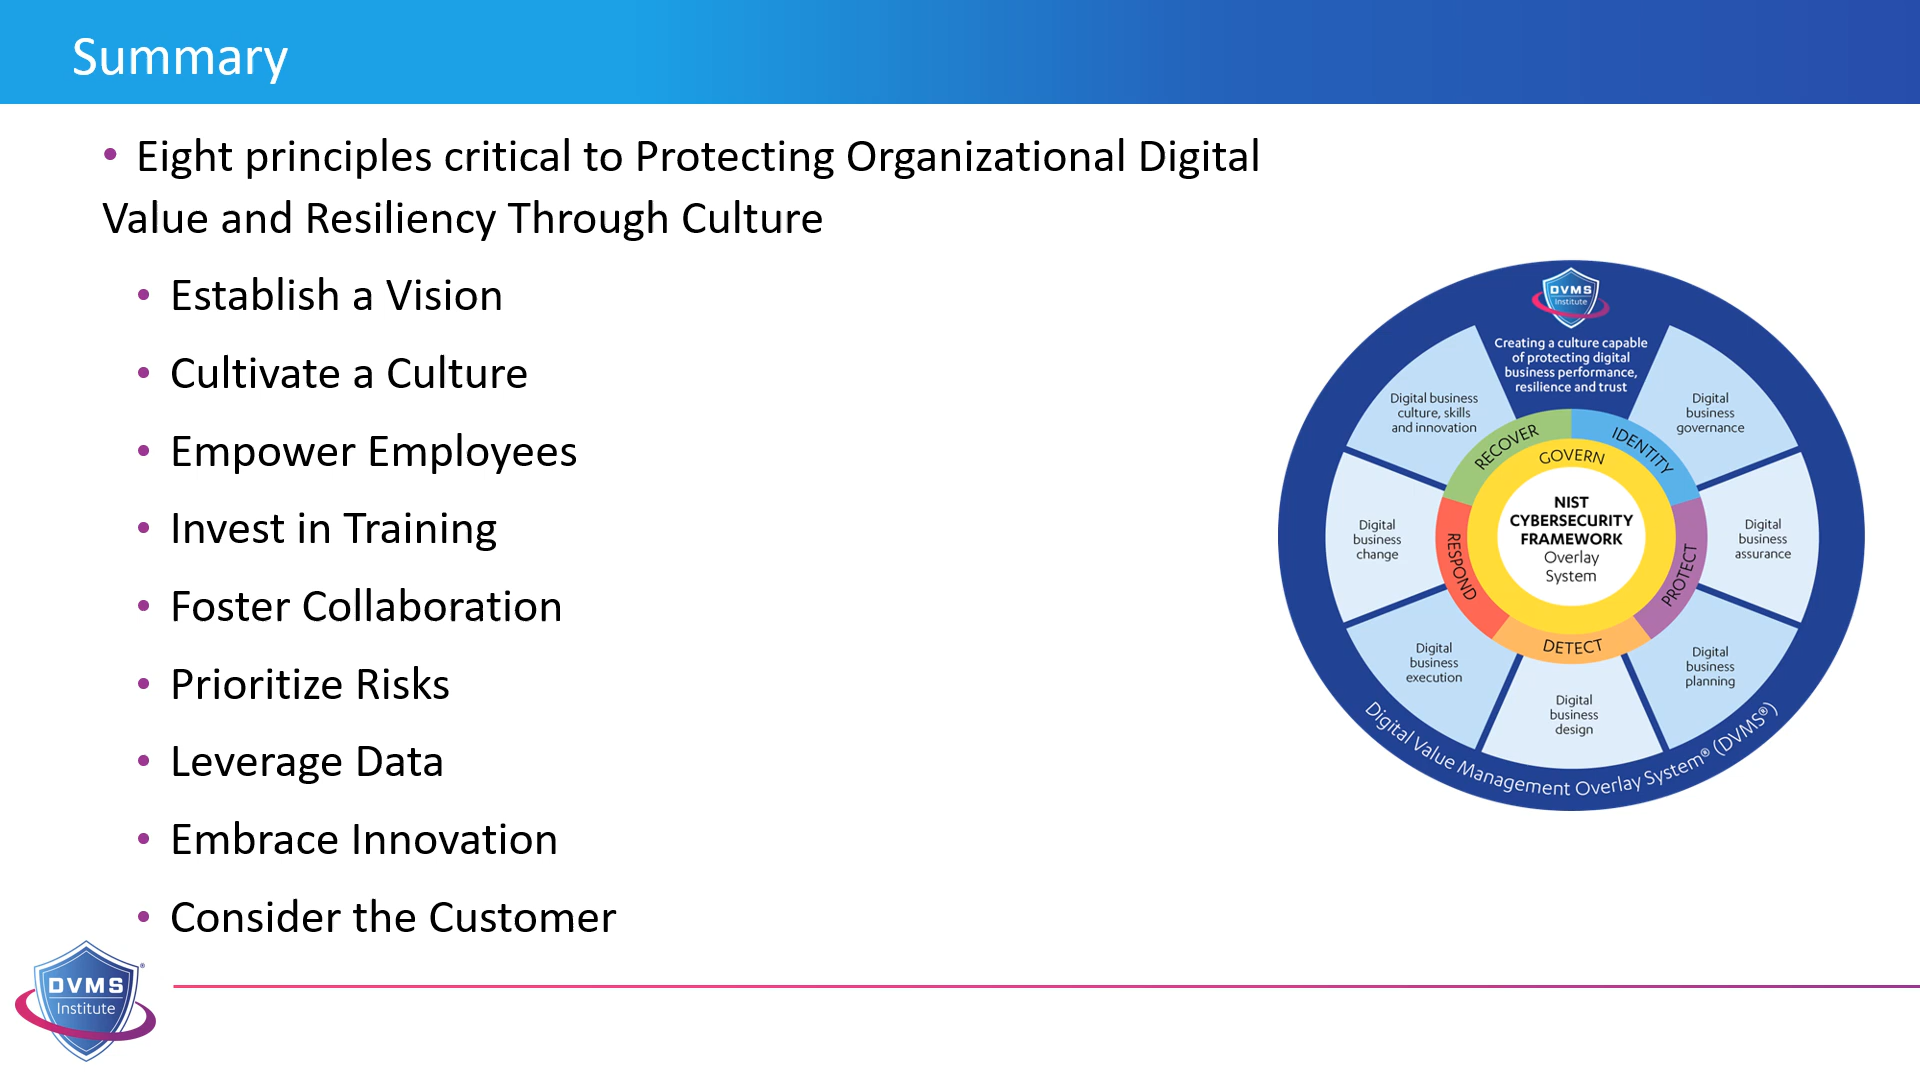 Summary
• Eight principles critical to Protecting Organizational Digital
Value and Resiliency Through Culture
• Establish a Vision
• Cultivate a Culture
• Empower Employees
• Invest in Training
• Foster Collaboration
• Prioritize Risks
• Leverage Data
• Embrace Innovation
• Consider the Customer
DVMS
Institute
Creating a culture capable
of protecting digital
business performance,
resilience and trust
Digital business
culture, skills
and innovation
Digital
business
governance
Digital
business
change
Digital
business
assurance
Digital
business
execution
Digital
business
planning
Digital
business
design
RECOVER
IDENTITY
GOVERN
RESPOND
PROTECT
DETECT
NIST
CYBERSECURITY
FRAMEWORK
Overlay
System
Digital Value Management Overlay System® (DVMS®)
DVMS®
Institute